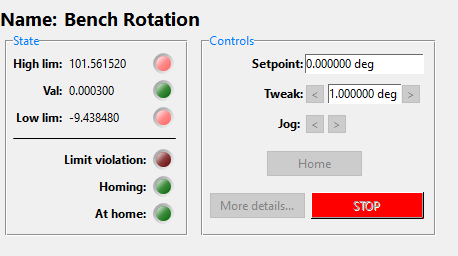 Name: Bench Rotation
State
High lim: 101.561520
Val: 0.000300
Low lim: -9.438480
Limit violation:
Homing:
At home:
Controls
Setpoint: 0.000000 deg
Tweak: < 1.000000 deg >
Jog: < >
Home
More details... STOP